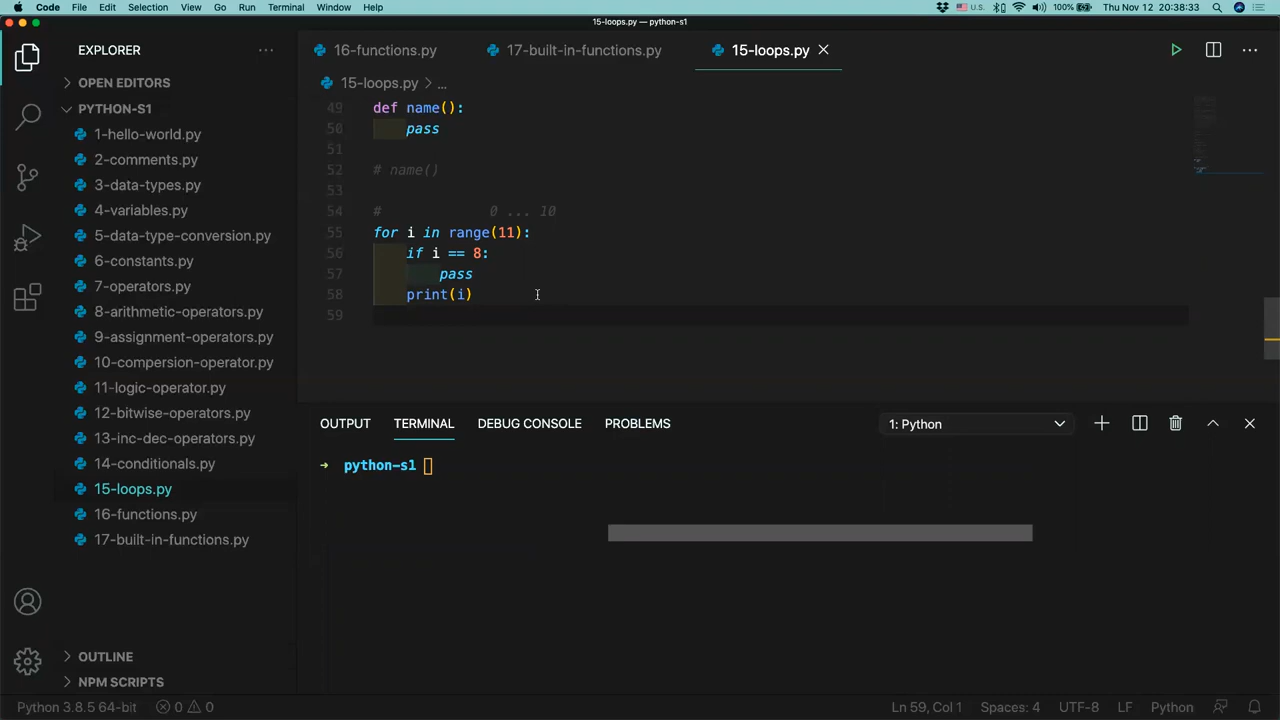 Code File Edit Selection View Go Run Terminal Window Help U.S. 100% Thu Nov 12 20:38:33
15-loops.py — python-s1
EXPLORER ...
16-functions.py 17-built-in-functions.py 15-loops.py
OPEN EDITORS
15-loops.py > ...
PYTHON-S1
1-hello-world.py
2-comments.py
3-data-types.py
4-variables.py
5-data-type-conversion.py
6-constants.py
7-operators.py
8-arithmetic-operators.py
9-assignment-operators.py
10-compersion-operator.py
11-logic-operator.py
12-bitwise-operators.py
13-inc-dec-operators.py
14-conditionals.py
15-loops.py
16-functions.py
17-built-in-functions.py
OUTLINE
NPM SCRIPTS
49 def name():
50 pass
51
52 # name()
53
54 # 0 ... 10
55 for i in range(11):
56 if i == 8:
57 pass
58 print(i)
59
OUTPUT TERMINAL DEBUG CONSOLE PROBLEMS 1: Python
→ python-s1
Python 3.8.5 64-bit 0 0 Ln 59, Col 1 Spaces: 4 UTF-8 LF Python